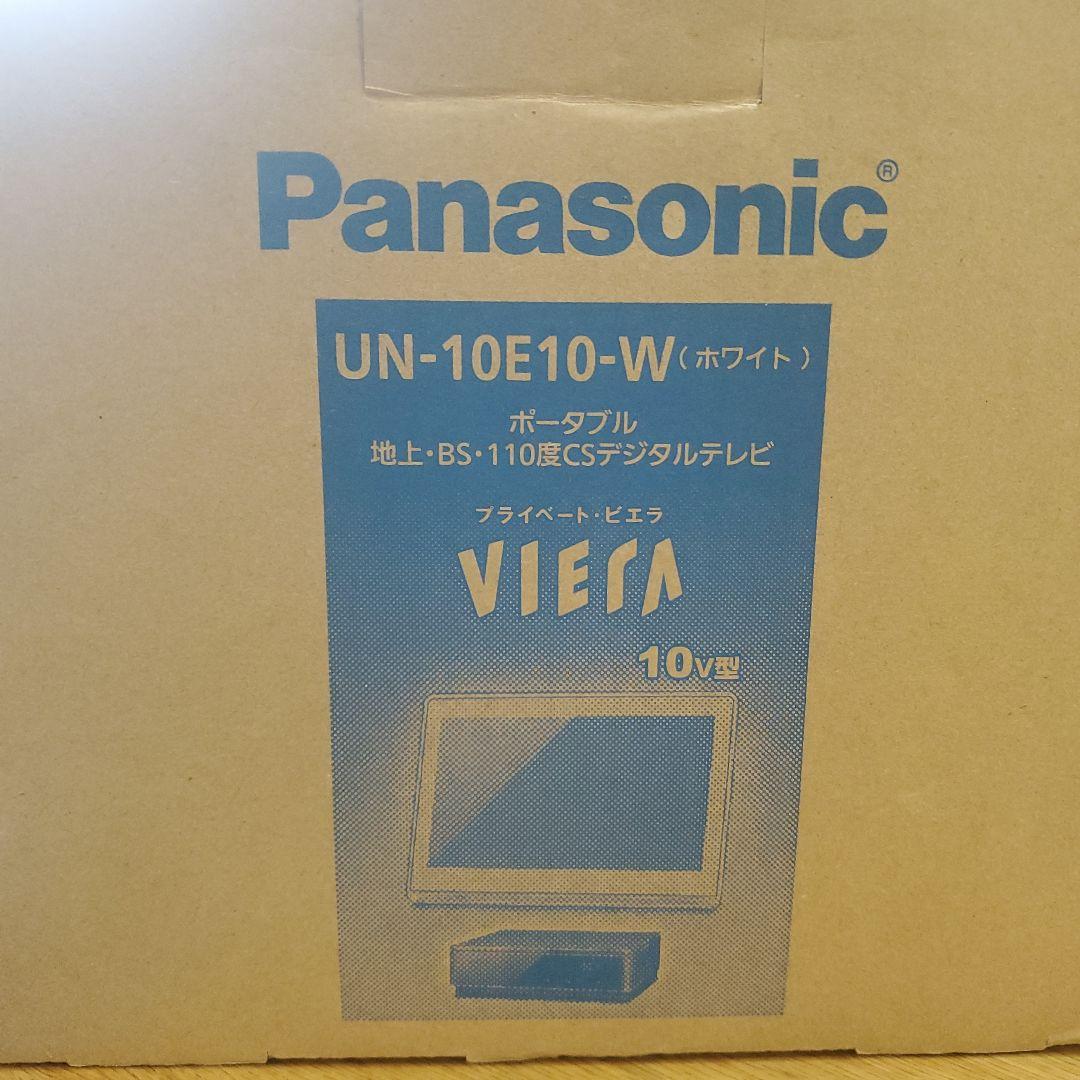 Panasonic®
UN-10E10-W（ホワイト）
ポータブル
地上・BS・110度CSデジタルテレビ
プライベート・ビエラ
VIErA
10V型